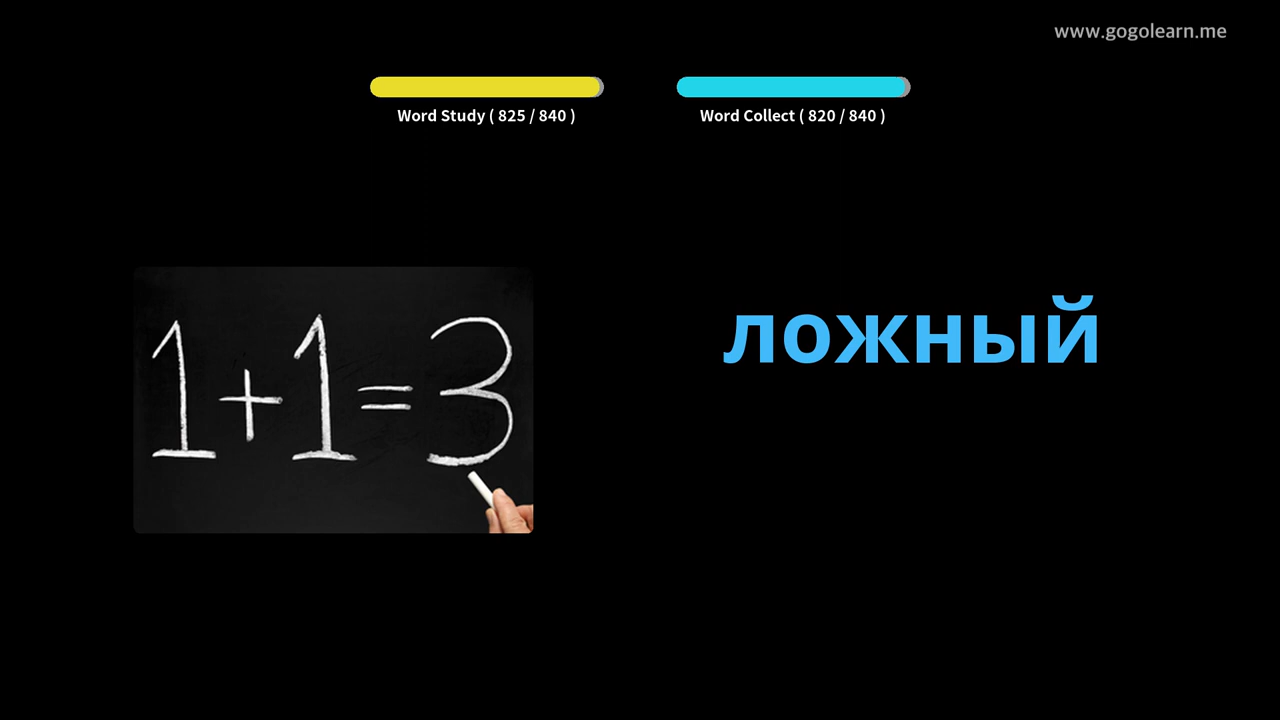 www.gogolearn.me
Word Study ( 825 / 840 )
Word Collect ( 820 / 840 )
1+1=3
ложный